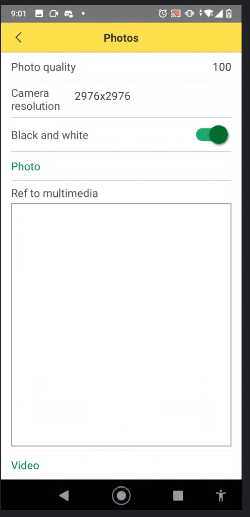 9:01
Photos
Photo quality 100
Camera resolution 2976x2976
Black and white
Photo
Ref to multimedia
Video